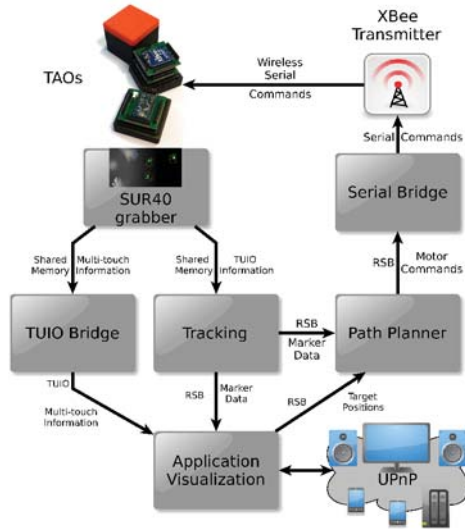 XBee
Transmitter
TAOs
Wireless
Serial
Commands
Serial Commands
SUR40
grabber
Serial Bridge
Shared
Memory
Multi-touch
Information
Shared
Memory
TUIO
Information
RSB
Motor
Commands
TUIO Bridge
Tracking
RSB
Marker
Data
Path Planner
TUIO
Multi-touch
Information
RSB
Marker
Data
RSB
Target
Positions
Application
Visualization
UPnP